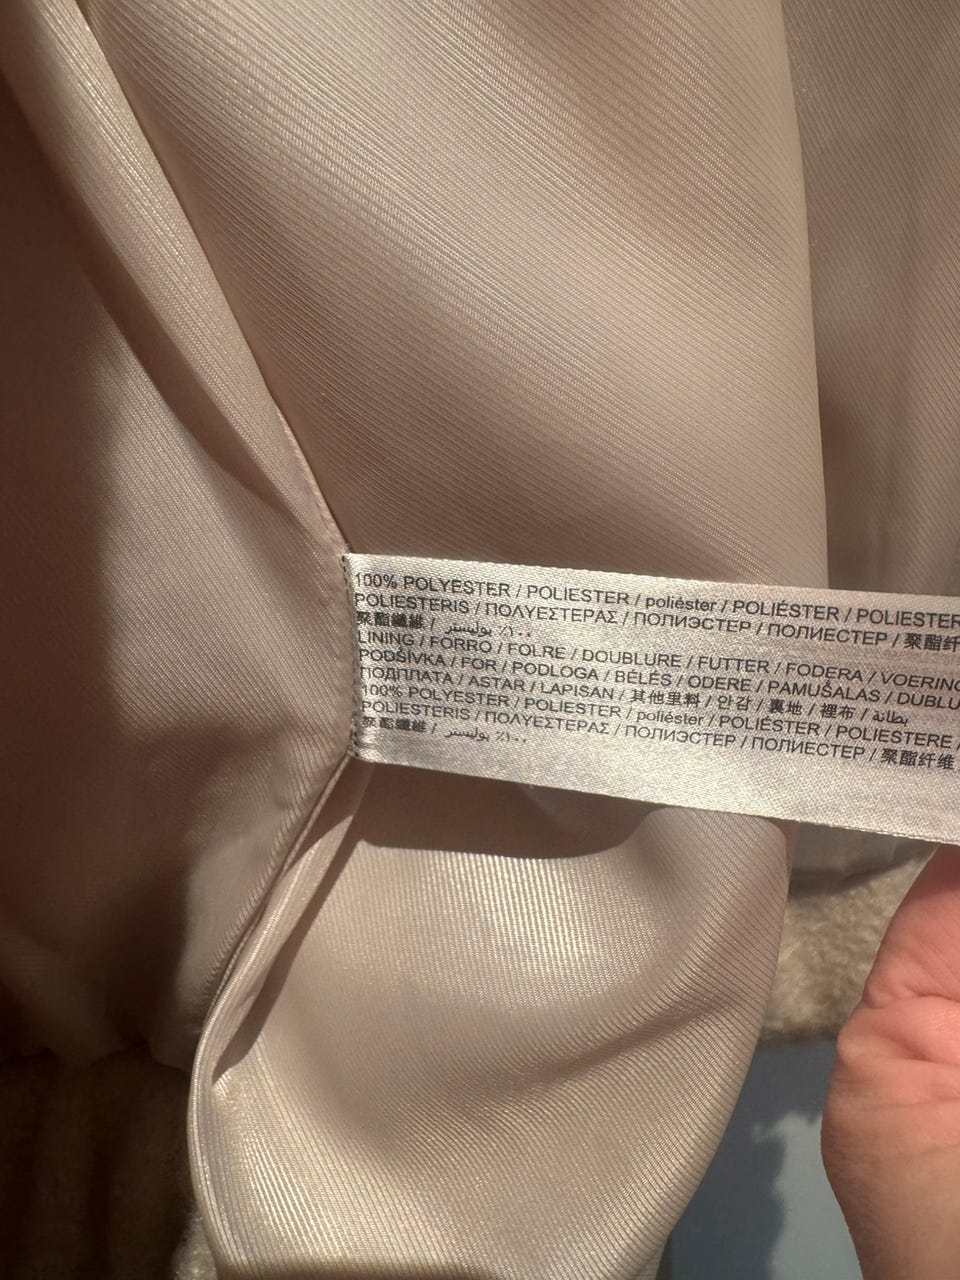 100% POLYESTER / POLIESTER / poliéster / POLIÉSTER / POLIESTER
POLIESTERIS / ΠΟΛΥΕΣΤΕΡΑΣ / ПОЛИЭСТЕР / ПОЛИЕСТЕР / 聚酯纤
聚酯纖維 / ١٠٠٪ بوليستر
LINING / FORRO / FOLRE / DOUBLURE / FUTTER / FODERA / VOERING
PODŠÍVKA / FOR / PODLOGA / BÉLÉS / ODERE / PAMUŠALAS / DUBLU
ПОДПЛАТА / ASTAR / LAPISAN / 其他里料 / 안감 / 裏地 / 裡布 / بطانة
100% POLYESTER / POLIESTER / poliéster / POLIÉSTER / POLIESTERE /
POLIESTERIS / ΠΟΛΥΕΣΤΕΡΑΣ / ПОЛИЭСТЕР / ПОЛИЕСТЕР / 聚酯纤维
聚酯纖維 / ١٠٠٪ بوليستر